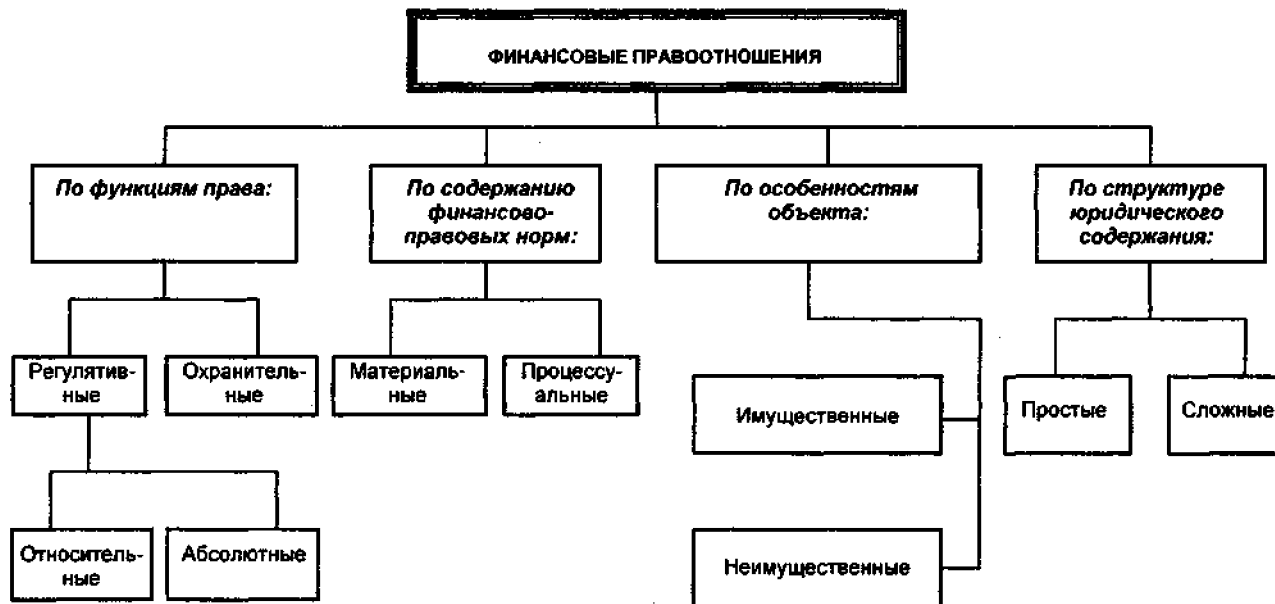 ФИНАНСОВЫЕ ПРАВООТНОШЕНИЯ
По функциям права:
По содержанию
финансово-
правовых норм:
По особенностям
объекта:
По структуре
юридического
содержания:
Регулятив-
ные
Охранитель-
ные
Материаль-
ные
Процессу-
альные
Имущественные
Простые
Сложные
Относитель-
ные
Абсолютные
Неимущественные